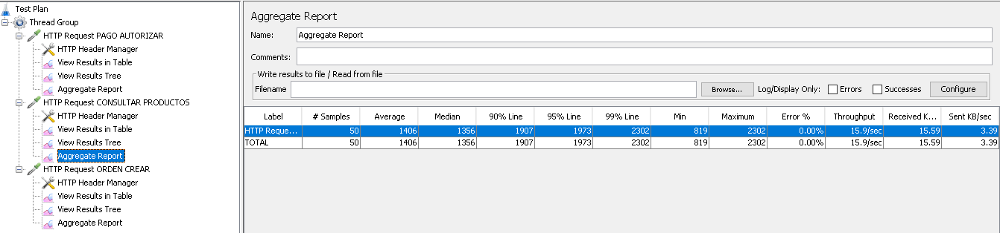 Test Plan
Thread Group
HTTP Request PAGO AUTORIZAR
HTTP Header Manager
View Results in Table
View Results Tree
Aggregate Report
HTTP Request CONSULTAR PRODUCTOS
HTTP Header Manager
View Results in Table
View Results Tree
Aggregate Report
HTTP Request ORDEN CREAR
HTTP Header Manager
View Results in Table
View Results Tree
Aggregate Report
Aggregate Report
Name: Aggregate Report
Comments:
Write results to file / Read from file
Filename Browse... Log/Display Only: Errors Successes Configure
Label # Samples Average Median 90% Line 95% Line 99% Line Min Maximum Error % Throughput Received K... Sent KB/sec
HTTP Reque... 50 1406 1356 1907 1973 2302 819 2302 0.00% 15.9/sec 15.59 3.39
TOTAL 50 1406 1356 1907 1973 2302 819 2302 0.00% 15.9/sec 15.59 3.39